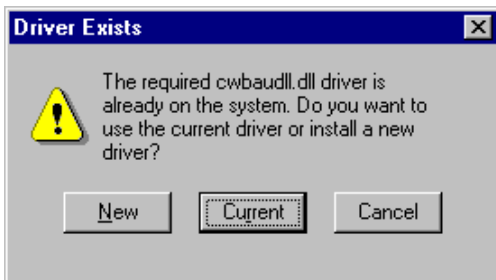 Driver Exists
The required cwbaudll.dll driver is
already on the system. Do you want to
use the current driver or install a new
driver?
New Current Cancel